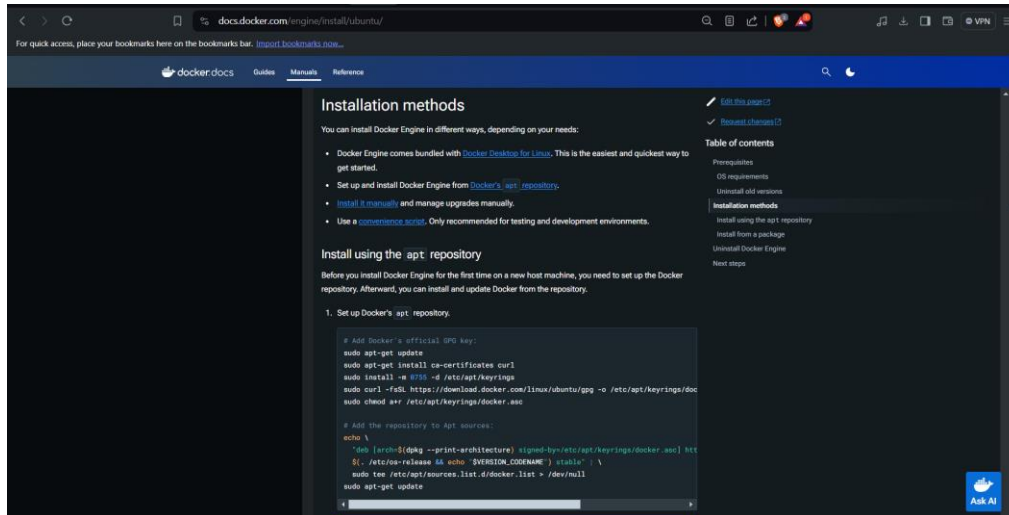 docs.docker.com/engine/install/ubuntu/
VPN
For quick access, place your bookmarks here on the bookmarks bar. Import bookmarks now...
docker.docs Guides Manuals Reference
Installation methods
You can install Docker Engine in different ways, depending on your needs:
• Docker Engine comes bundled with Docker Desktop for Linux. This is the easiest and quickest way to
get started.
• Set up and install Docker Engine from Docker's apt repository.
• Install it manually and manage upgrades manually.
• Use a convenience script. Only recommended for testing and development environments.
Install using the apt repository
Before you install Docker Engine for the first time on a new host machine, you need to set up the Docker
repository. Afterward, you can install and update Docker from the repository.
1. Set up Docker's apt repository.
# Add Docker's official GPG key:
sudo apt-get update
sudo apt-get install ca-certificates curl
sudo install -m 0755 -d /etc/apt/keyrings
sudo curl -fsSL https://download.docker.com/linux/ubuntu/gpg -o /etc/apt/keyrings/doc
sudo chmod a+r /etc/apt/keyrings/docker.asc
# Add the repository to Apt sources:
echo \
"deb [arch=$(dpkg --print-architecture) signed-by=/etc/apt/keyrings/docker.asc] htt
$(. /etc/os-release && echo "$VERSION_CODENAME") stable" | \
sudo tee /etc/apt/sources.list.d/docker.list > /dev/null
sudo apt-get update
Edit this page
Request changes
Table of contents
Prerequisites
OS requirements
Uninstall old versions
Installation methods
Install using the apt repository
Install from a package
Uninstall Docker Engine
Next steps
Ask AI